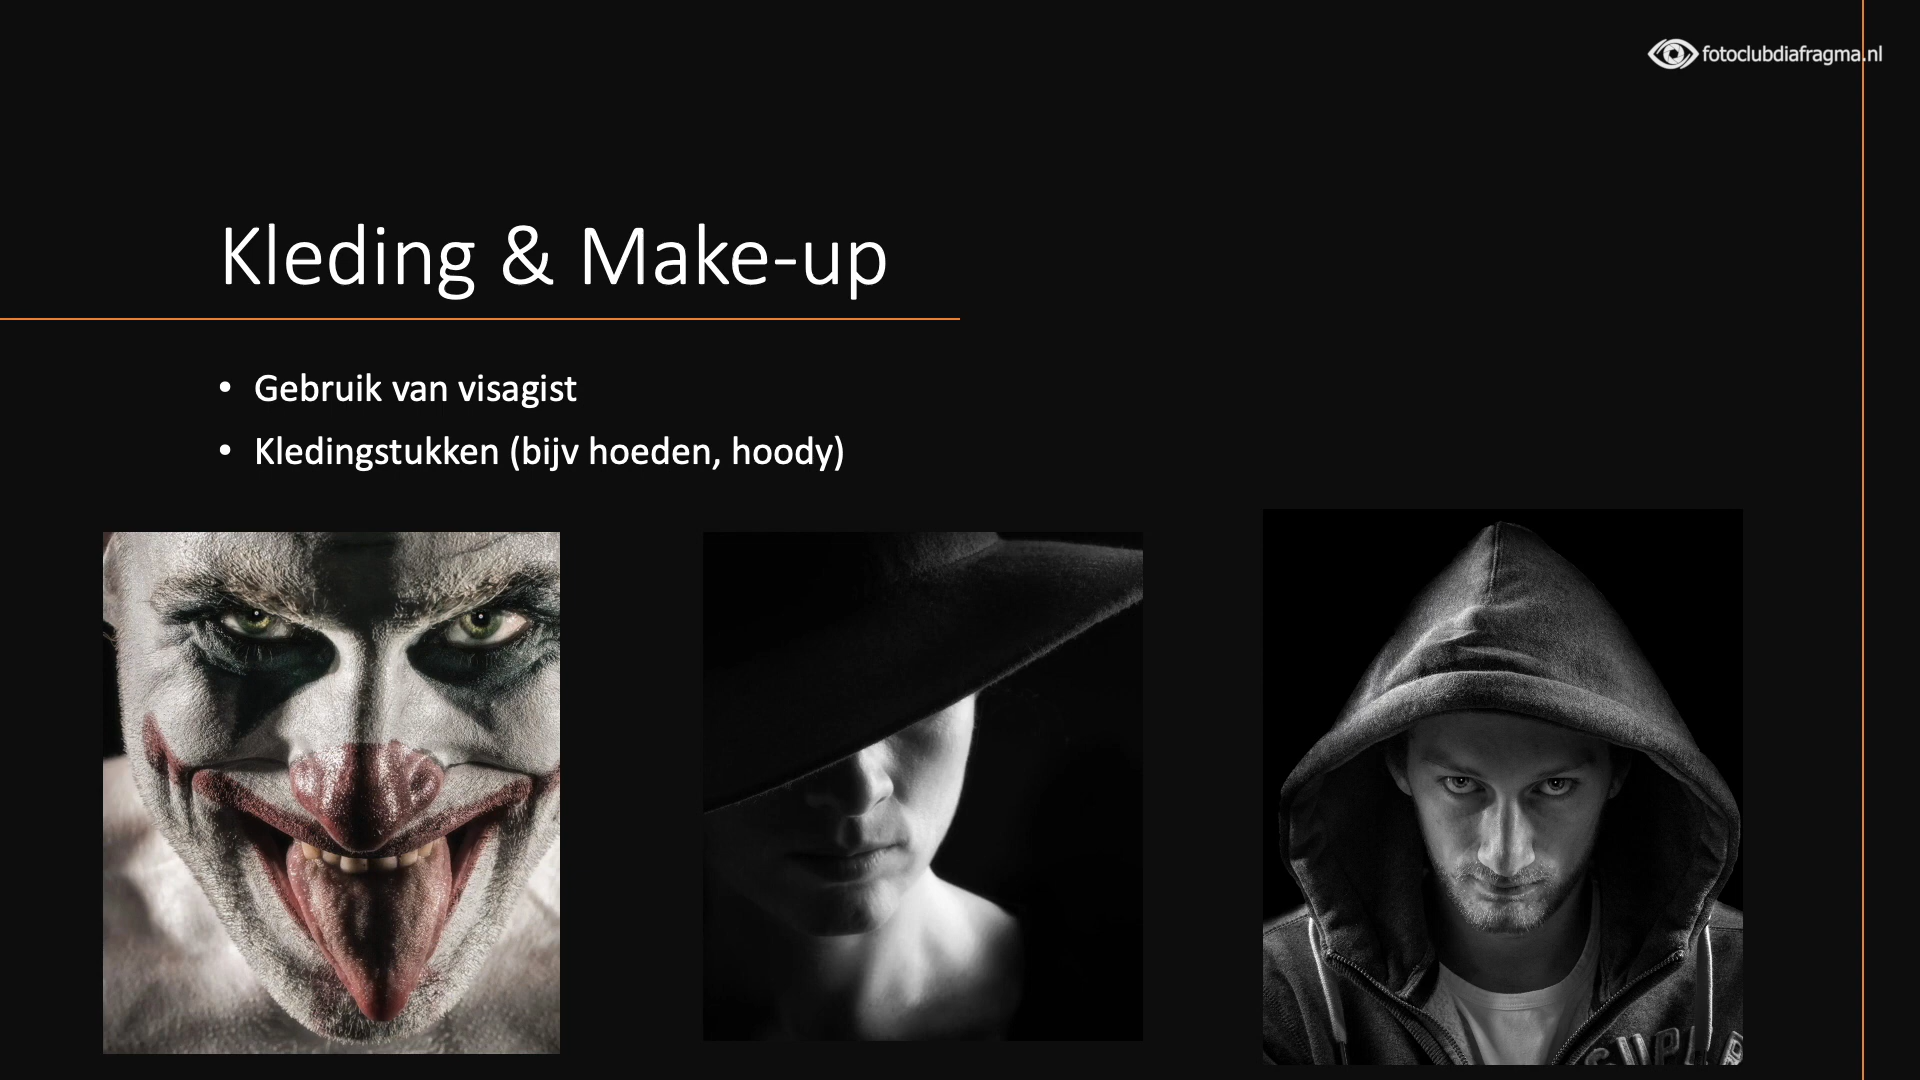 fotoclubdiafragma.nl
Kleding & Make-up
• Gebruik van visagist
• Kledingstukken (bijv hoeden, hoody)